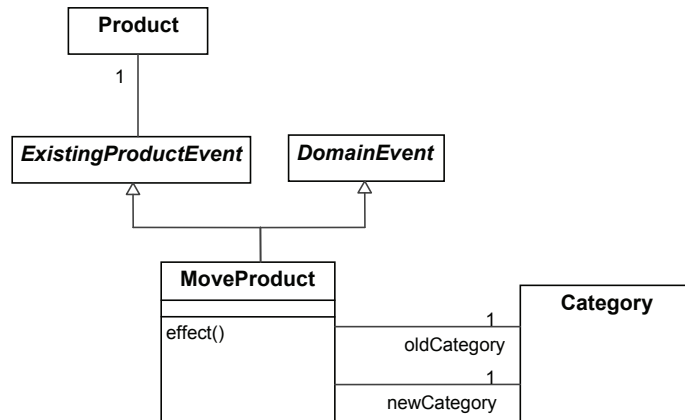 Product
1
ExistingProductEvent
DomainEvent
MoveProduct
Category
effect()
1
oldCategory
1
newCategory